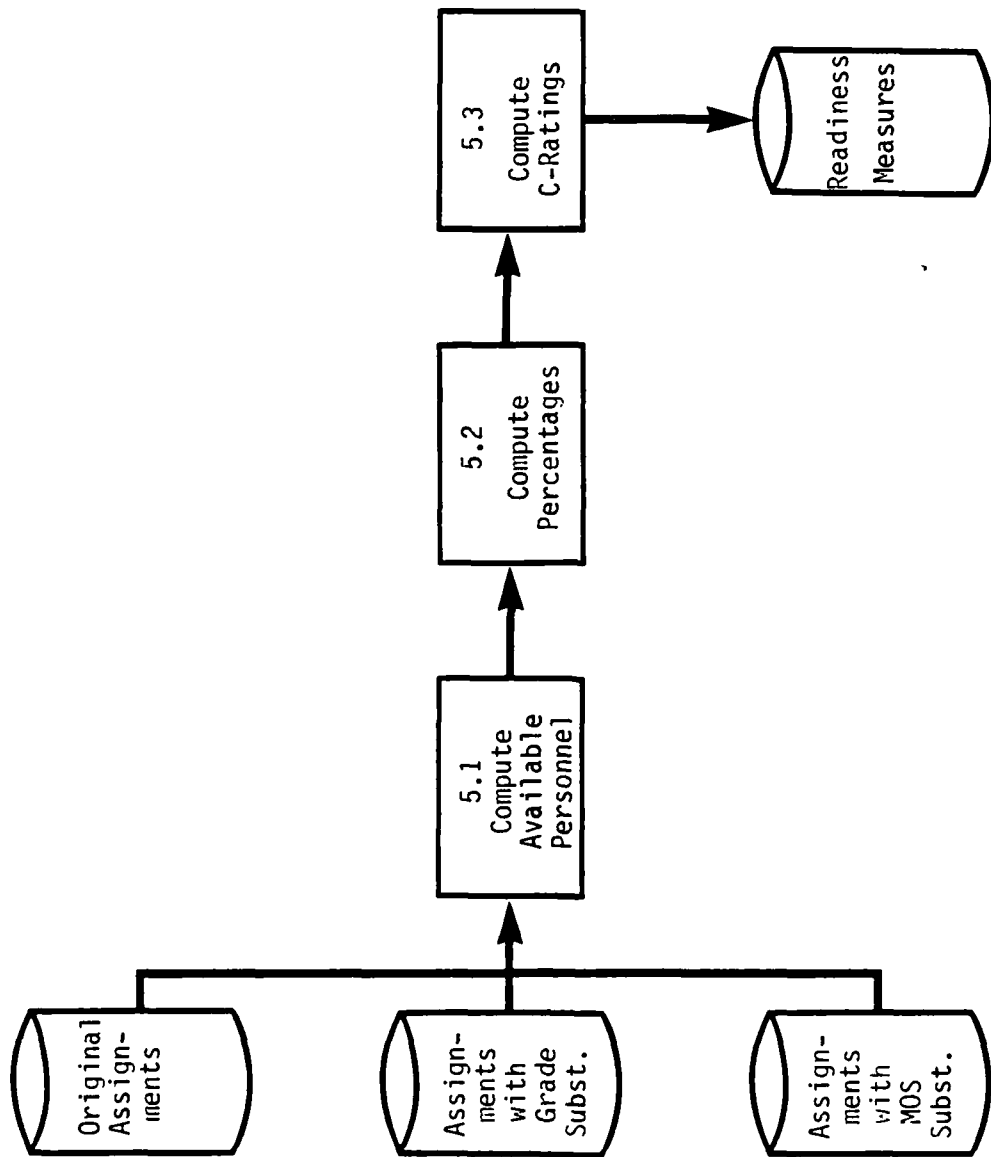 Original
Assign-
ments
Assign-
ments
with
Grade
Subst.
Assign-
ments
with
MOS
Subst.
5.1
Compute
Available
Personnel
5.2
Compute
Percentages
5.3
Compute
C-Ratings
Readiness
Measures